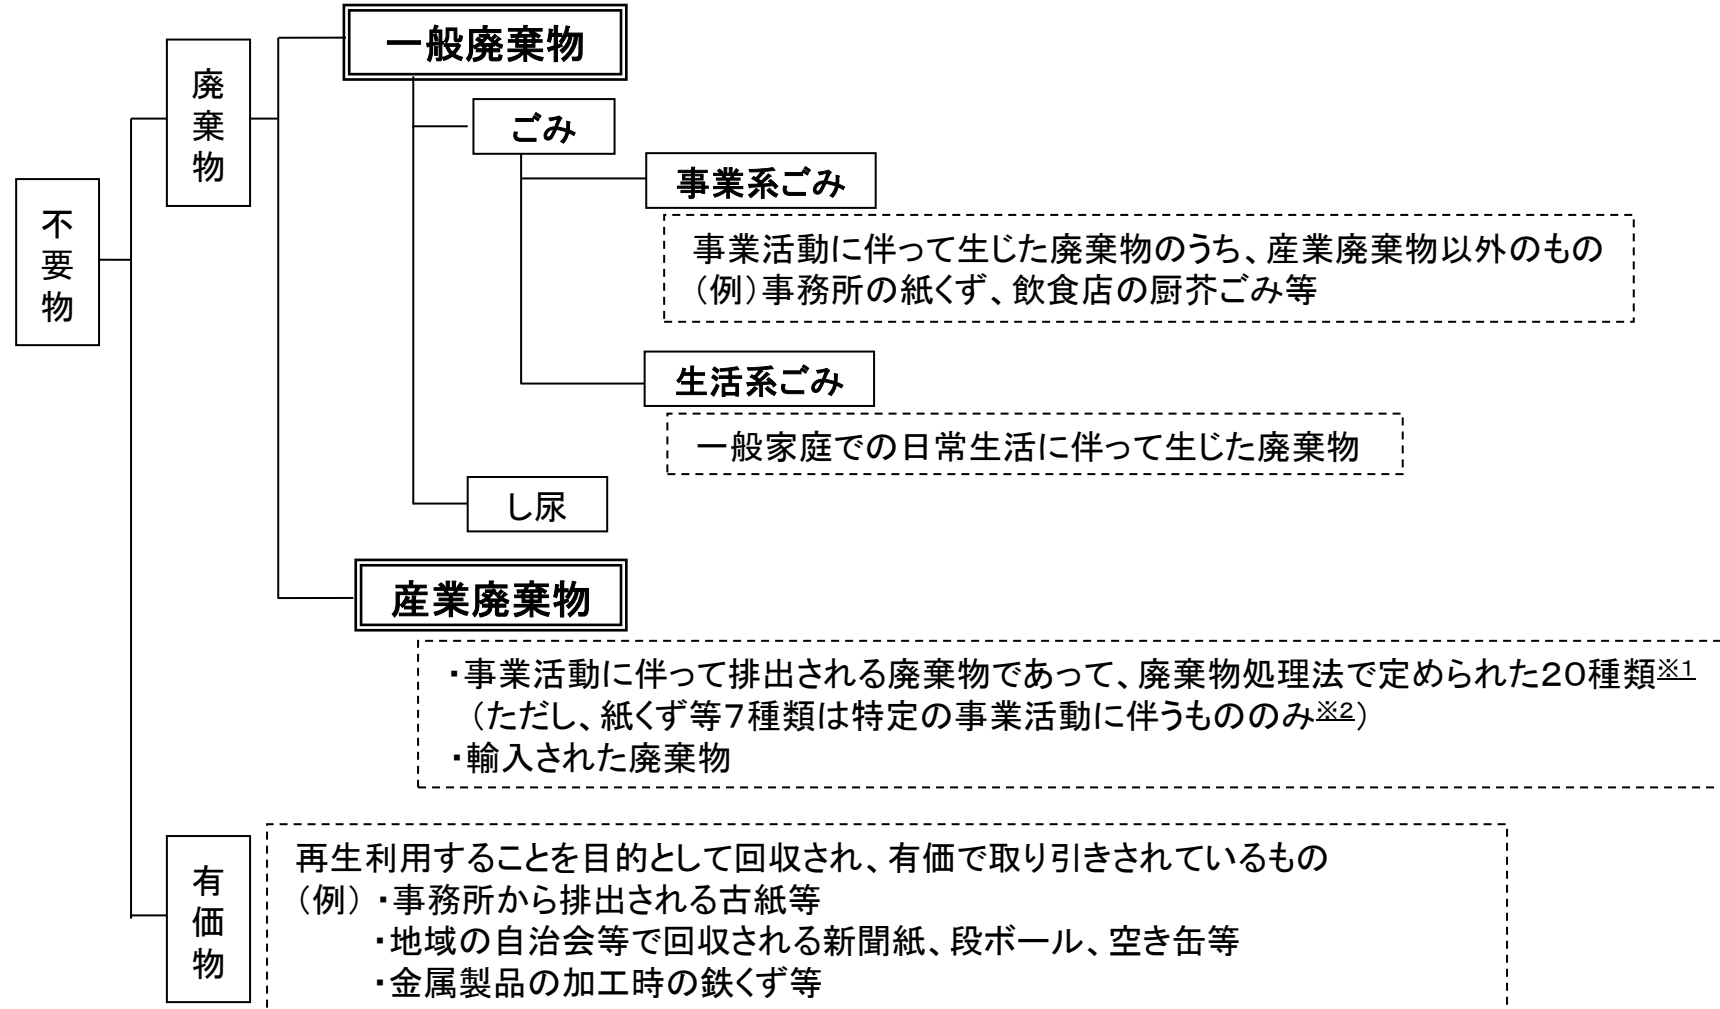 不要物
廃棄物
一般廃棄物
ごみ
事業系ごみ
事業活動に伴って生じた廃棄物のうち、産業廃棄物以外のもの
（例）事務所の紙くず、飲食店の厨芥ごみ等
生活系ごみ
一般家庭での日常生活に伴って生じた廃棄物
し尿
産業廃棄物
・事業活動に伴って排出される廃棄物であって、廃棄物処理法で定められた２０種類※1
（ただし、紙くず等７種類は特定の事業活動に伴うもののみ※2）
・輸入された廃棄物
有価物
再生利用することを目的として回収され、有価で取り引きされているもの
（例）・事務所から排出される古紙等
・地域の自治会等で回収される新聞紙、段ボール、空き缶等
・金属製品の加工時の鉄くず等